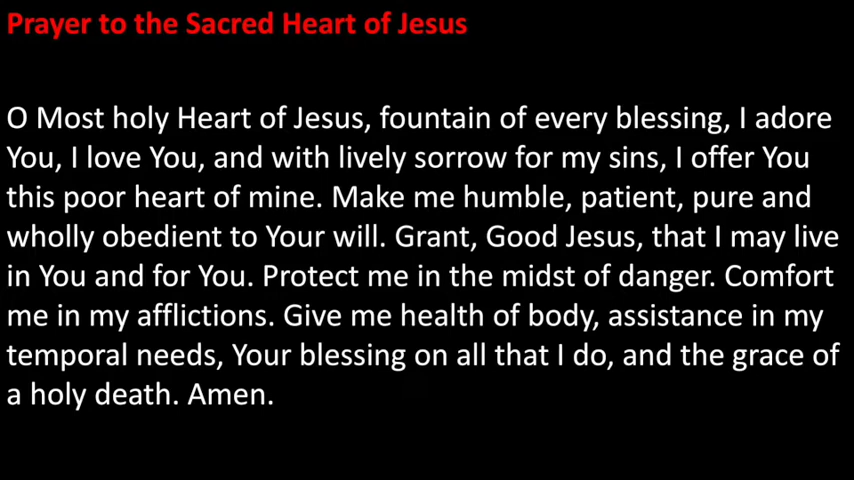 Prayer to the Sacred Heart of Jesus
O Most holy Heart of Jesus, fountain of every blessing, I adore
You, I love You, and with lively sorrow for my sins, I offer You
this poor heart of mine. Make me humble, patient, pure and
wholly obedient to Your will. Grant, Good Jesus, that I may live
in You and for You. Protect me in the midst of danger. Comfort
me in my afflictions. Give me health of body, assistance in my
temporal needs, Your blessing on all that I do, and the grace of
a holy death. Amen.